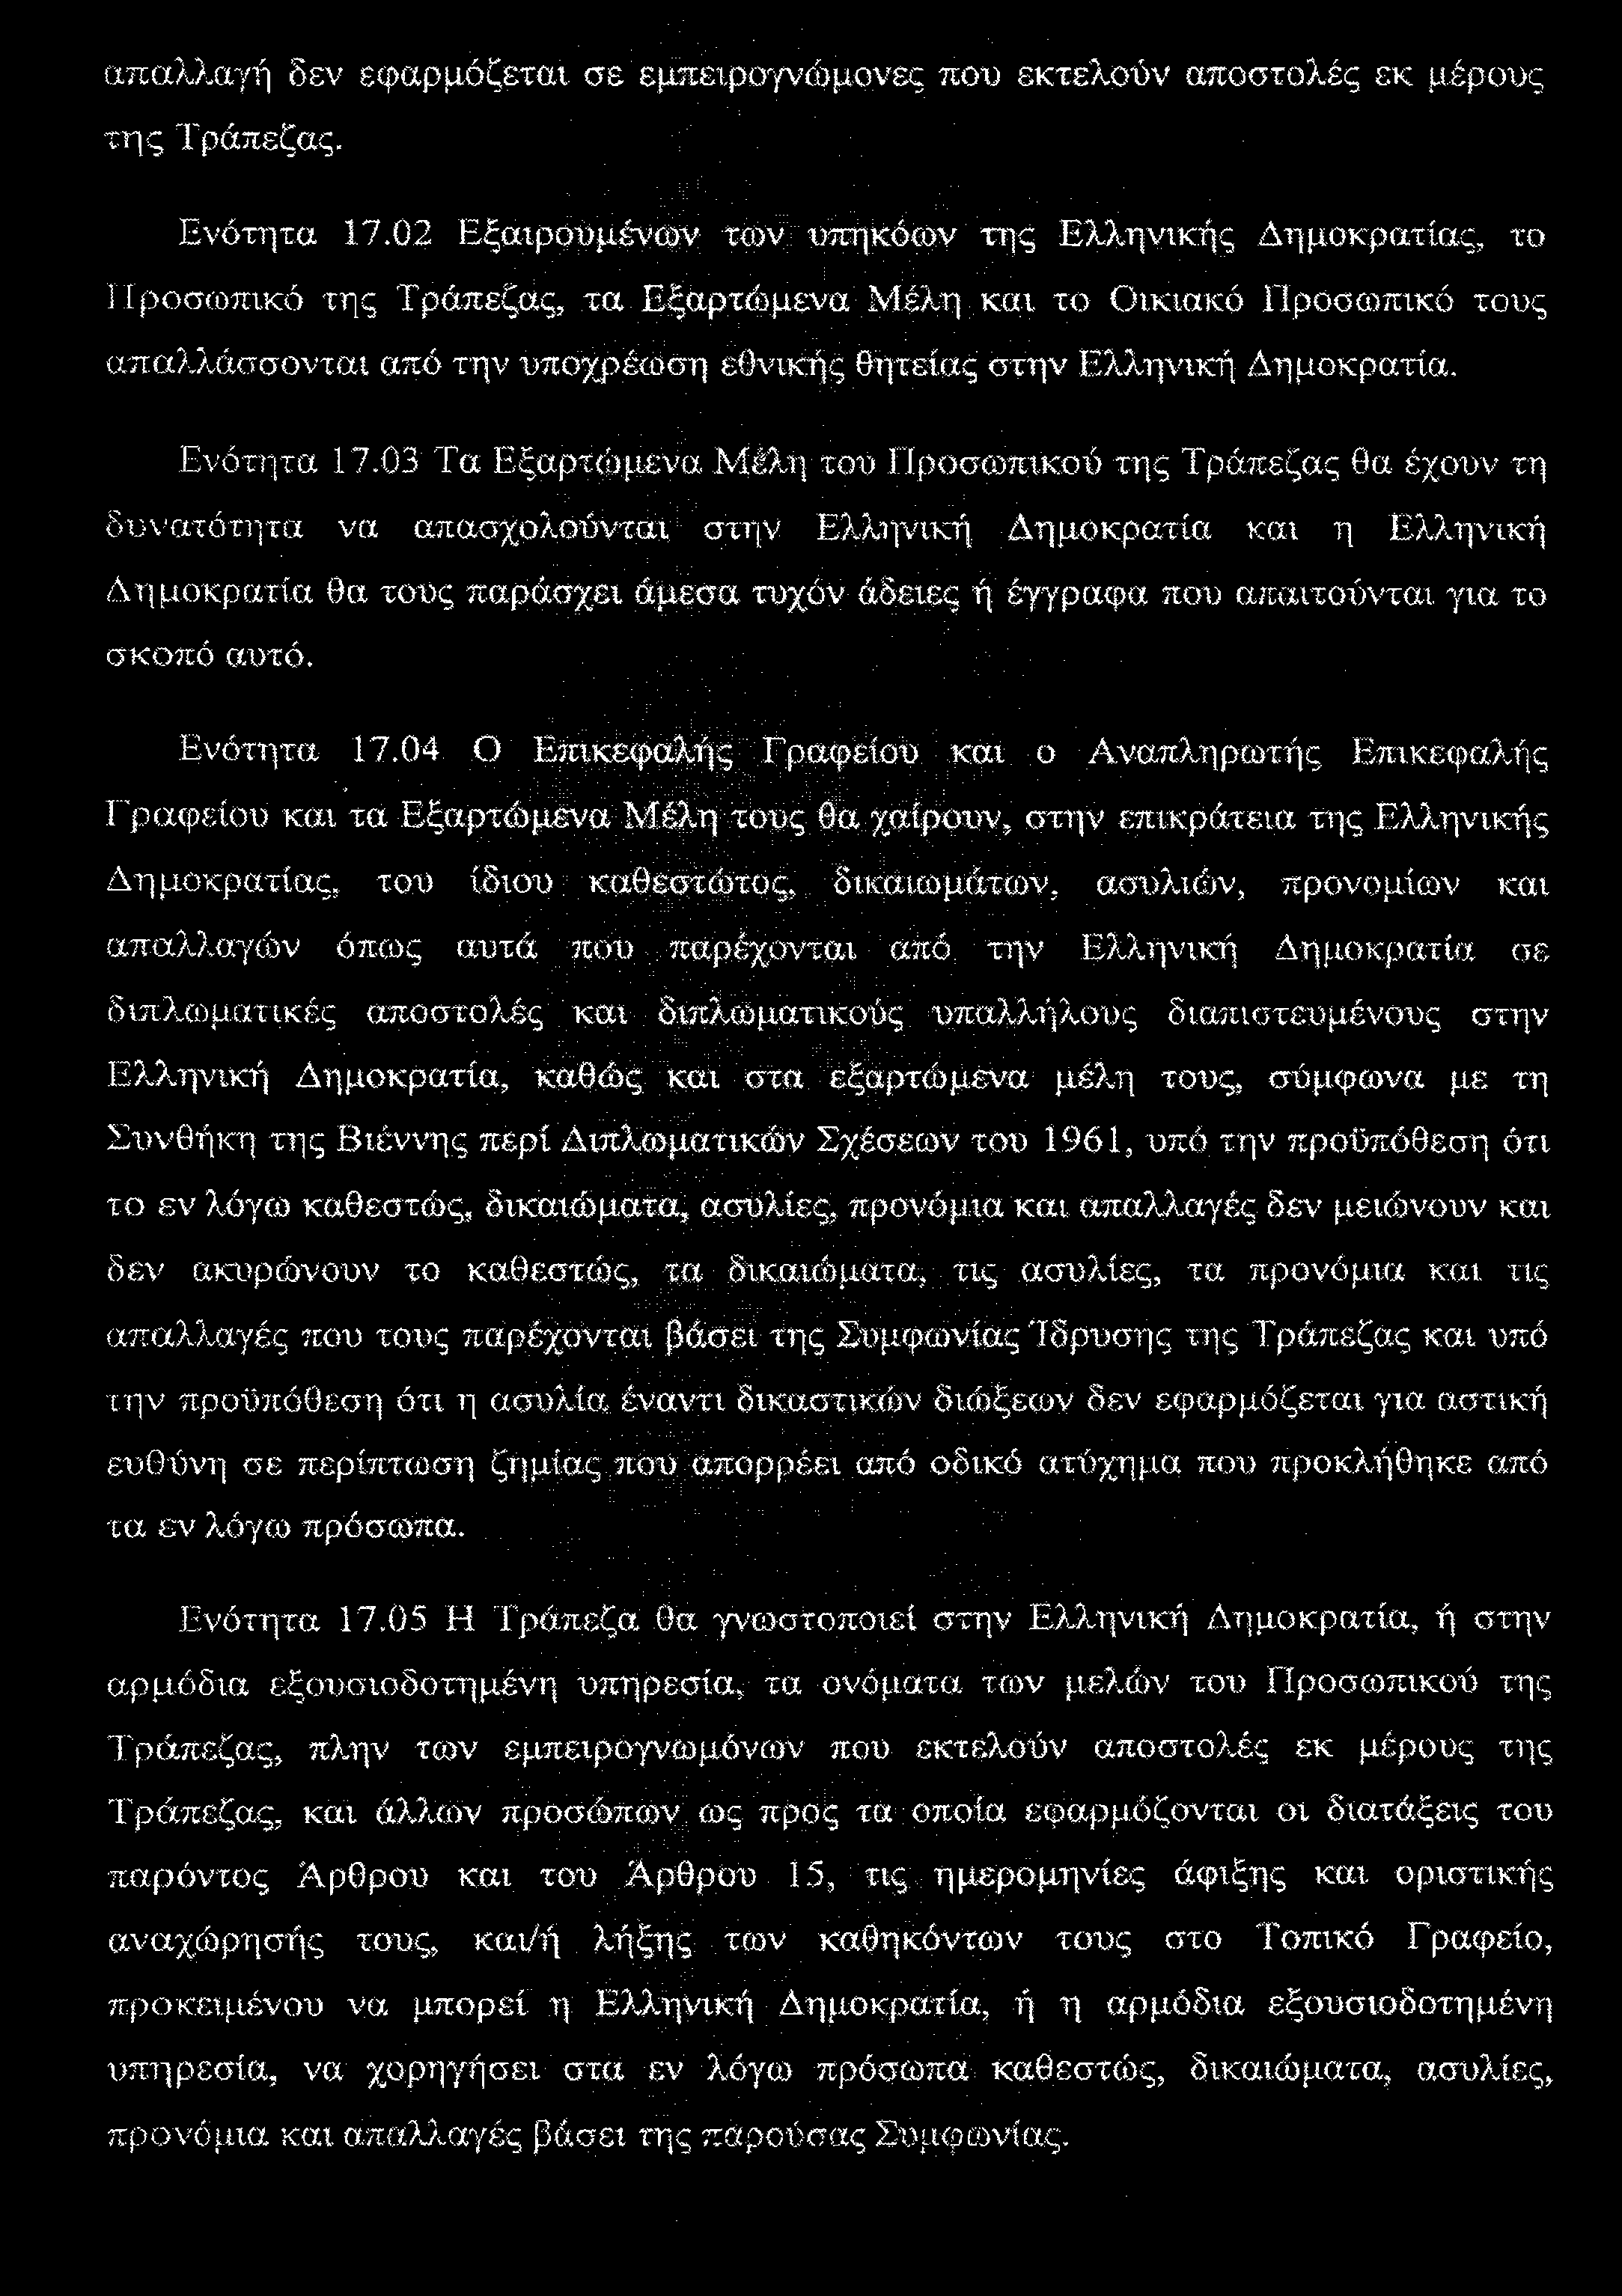 απαλλαγή δεν εφαρμόζεται σε εμπειρογνώμονες που εκτελούν αποστολές εκ μέρους
της Τράπεζας.
Ενότητα 17.02 Εξαιρουμένων των υπηκόων της Ελληνικής Δημοκρατίας, το
Προσωπικό της Τράπεζας, τα Εξαρτώμενα Μέλη και το Οικιακό Προσωπικό τους
απαλλάσσονται από την υποχρέωση εθνικής θητείας στην Ελληνική Δημοκρατία.
Ενότητα 17.03 Τα Εξαρτώμενα Μέλη του Προσωπικού της Τράπεζας θα έχουν τη
δυνατότητα να απασχολούνται στην Ελληνική Δημοκρατία και η Ελληνική
Δημοκρατία θα τους παράσχει άμεσα τυχόν άδειες ή έγγραφα που απαιτούνται για το
σκοπό αυτό.
Ενότητα 17.04 Ο Επικεφαλής Γραφείου και ο Αναπληρωτής Επικεφαλής
Γραφείου και τα Εξαρτώμενα Μέλη τους θα χαίρουν, στην επικράτεια της Ελληνικής
Δημοκρατίας, του ίδιου καθεστώτος, δικαιωμάτων, ασυλιών, προνομίων και
απαλλαγών όπως αυτά που παρέχονται από την Ελληνική Δημοκρατία σε
διπλωματικές αποστολές και διπλωματικούς υπαλλήλους διαπιστευμένους στην
Ελληνική Δημοκρατία, καθώς και στα εξαρτώμενα μέλη τους, σύμφωνα με τη
Συνθήκη της Βιέννης περί Διπλωματικών Σχέσεων του 1961, υπό την προϋπόθεση ότι
το εν λόγω καθεστώς, δικαιώματα, ασυλίες, προνόμια και απαλλαγές δεν μειώνουν και
δεν ακυρώνουν το καθεστώς, τα δικαιώματα, τις ασυλίες, τα προνόμια και τις
απαλλαγές που τους παρέχονται βάσει της Συμφωνίας Ίδρυσης της Τράπεζας και υπό
την προϋπόθεση ότι η ασυλία έναντι δικαστικών διώξεων δεν εφαρμόζεται για αστική
ευθύνη σε περίπτωση ζημίας που απορρέει από οδικό ατύχημα που προκλήθηκε από
τα εν λόγω πρόσωπα.
Ενότητα 17.05 Η Τράπεζα θα γνωστοποιεί στην Ελληνική Δημοκρατία, ή στην
αρμόδια εξουσιοδοτημένη υπηρεσία, τα ονόματα των μελών του Προσωπικού της
Τράπεζας, πλην των εμπειρογνωμόνων που εκτελούν αποστολές εκ μέρους της
Τράπεζας, και άλλων προσώπων ως προς τα οποία εφαρμόζονται οι διατάξεις του
παρόντος Άρθρου και του Άρθρου 15, τις ημερομηνίες άφιξης και οριστικής
αναχώρησής τους, και/ή λήξης των καθηκόντων τους στο Τοπικό Γραφείο,
προκειμένου να μπορεί η Ελληνική Δημοκρατία, ή η αρμόδια εξουσιοδοτημένη
υπηρεσία, να χορηγήσει στα εν λόγω πρόσωπα καθεστώς, δικαιώματα, ασυλίες,
προνόμια και απαλλαγές βάσει της παρούσας Συμφωνίας.